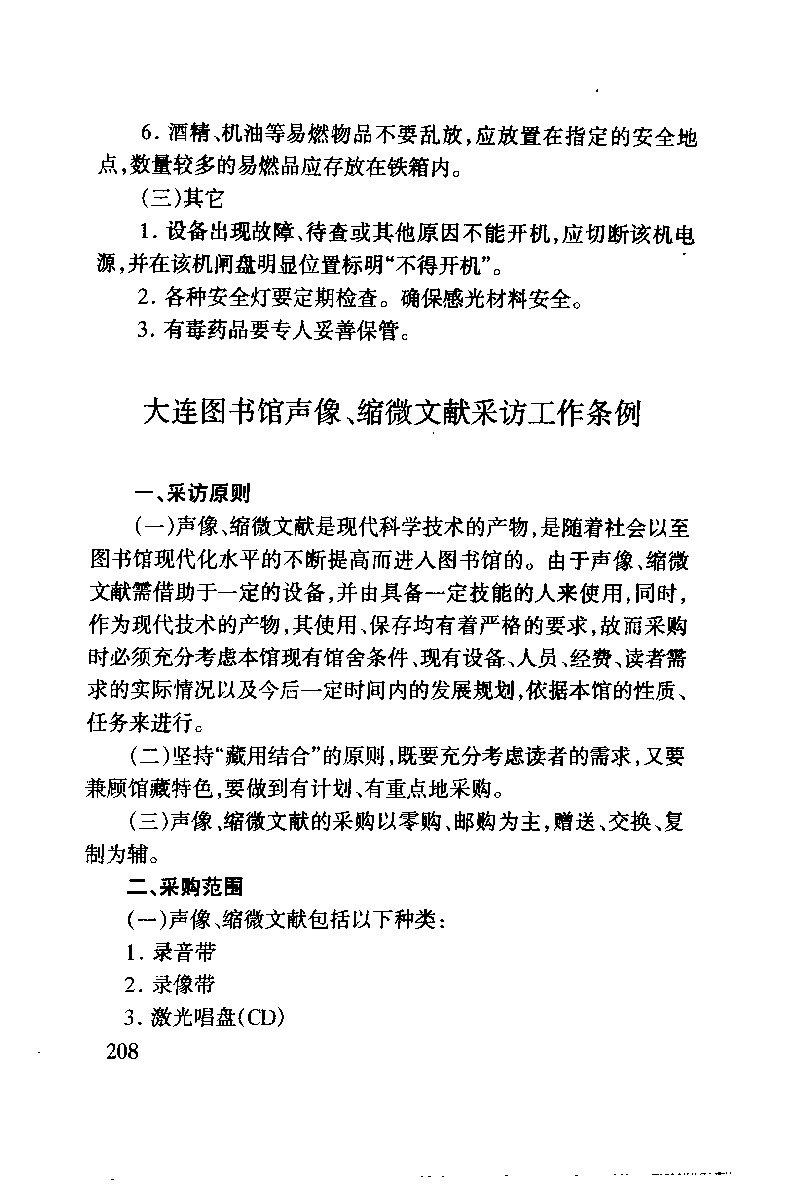 6. 酒精、机油等易燃物品不要乱放,应放置在指定的安全地
点,数量较多的易燃品应存放在铁箱内。
(三)其它
1. 设备出现故障、待查或其他原因不能开机,应切断该机电
源,并在该机闸盘明显位置标明“不得开机”。
2. 各种安全灯要定期检查。确保感光材料安全。
3. 有毒药品要专人妥善保管。
大连图书馆声像、缩微文献采访工作条例
一、采访原则
(一)声像、缩微文献是现代科学技术的产物,是随着社会以至
图书馆现代化水平的不断提高而进入图书馆的。由于声像、缩微
文献需借助于一定的设备,并由具备一定技能的人来使用,同时,
作为现代技术的产物,其使用、保存均有着严格的要求,故而采购
时必须充分考虑本馆现有馆舍条件、现有设备、人员、经费、读者需
求的实际情况以及今后一定时间内的发展规划,依据本馆的性质、
任务来进行。
(二)坚持“藏用结合”的原则,既要充分考虑读者的需求,又要
兼顾馆藏特色,要做到有计划、有重点地采购。
(三)声像、缩微文献的采购以零购、邮购为主,赠送、交换、复
制为辅。
二、采购范围
(一)声像、缩微文献包括以下种类:
1. 录音带
2. 录像带
3. 激光唱盘(CD)
208